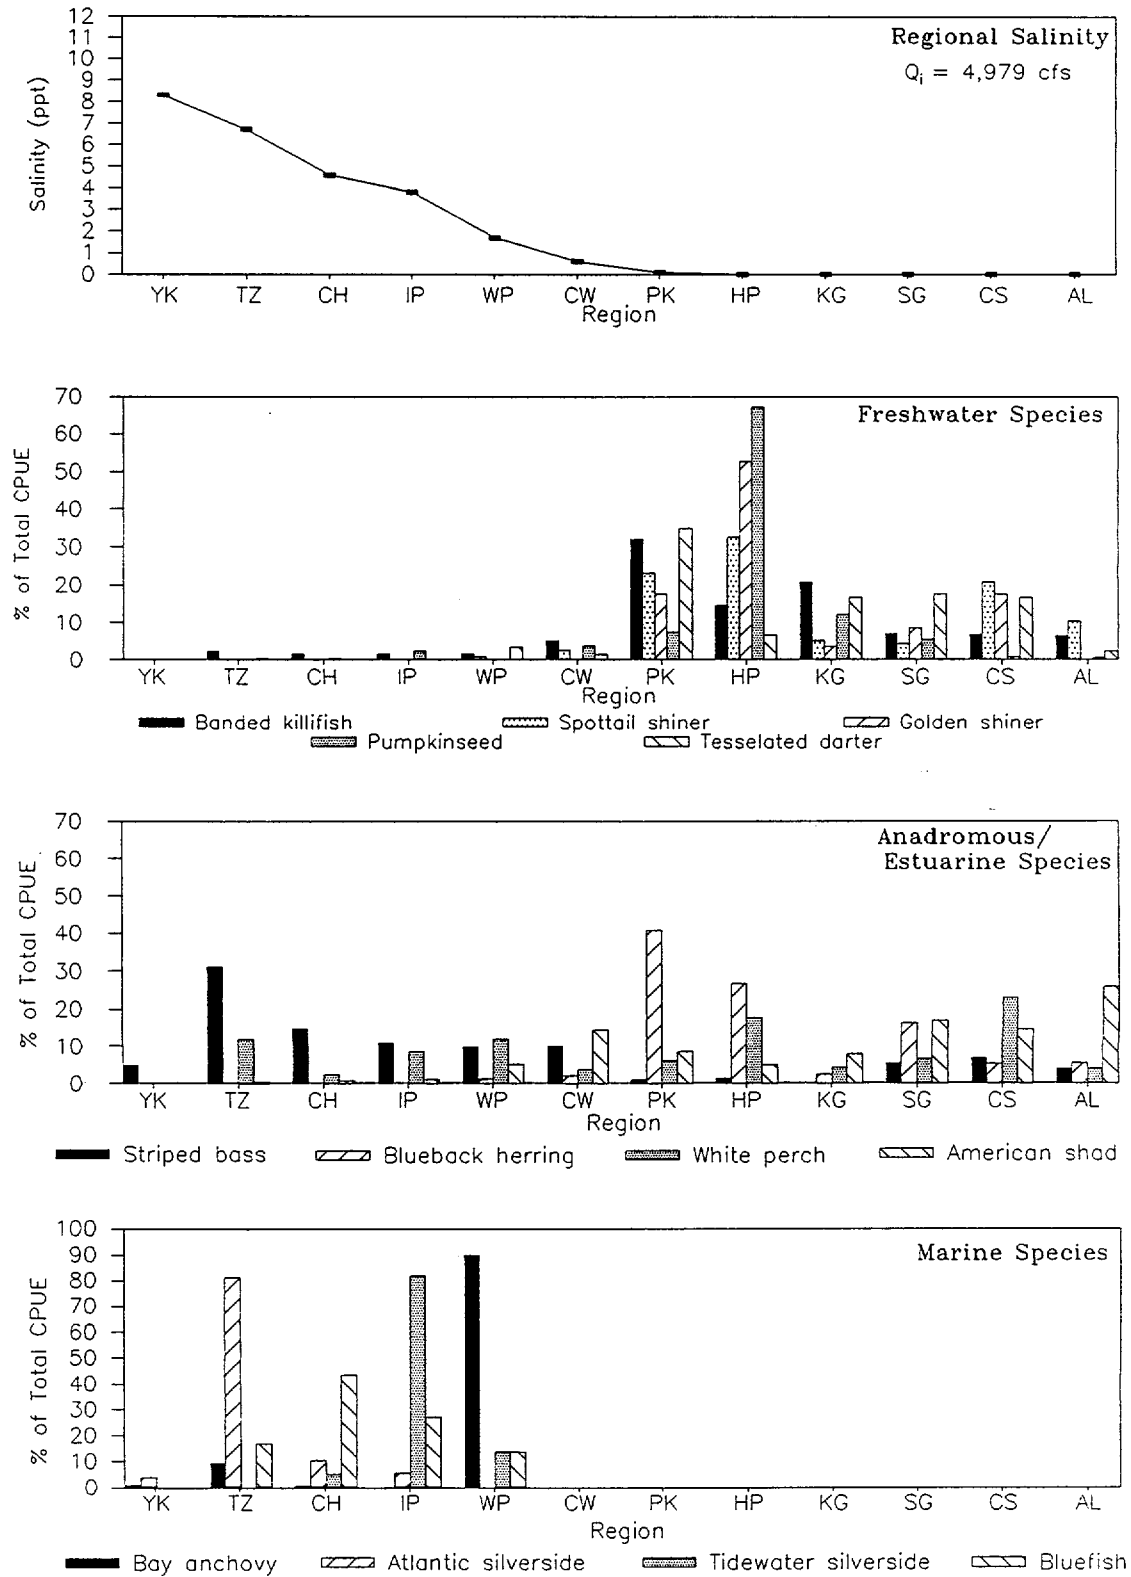 Regional Salinity
Qi = 4,979 cfs
Salinity (ppt)
12
11
10
9
8
7
6
5
4
3
2
1
0
YK TZ CH IP WP CW PK HP KG SG CS AL
Region
Freshwater Species
% of Total CPUE
70
60
50
40
30
20
10
0
YK TZ CH IP WP CW PK HP KG SG CS AL
Region
Banded killifish Spottail shiner Golden shiner
Pumpkinseed Tesselated darter
Anadromous/
Estuarine Species
% of Total CPUE
70
60
50
40
30
20
10
0
YK TZ CH IP WP CW PK HP KG SG CS AL
Region
Striped bass Blueback herring White perch American shad
Marine Species
% of Total CPUE
100
90
80
70
60
50
40
30
20
10
0
YK TZ CH IP WP CW PK HP KG SG CS AL
Region
Bay anchovy Atlantic silverside Tidewater silverside Bluefish